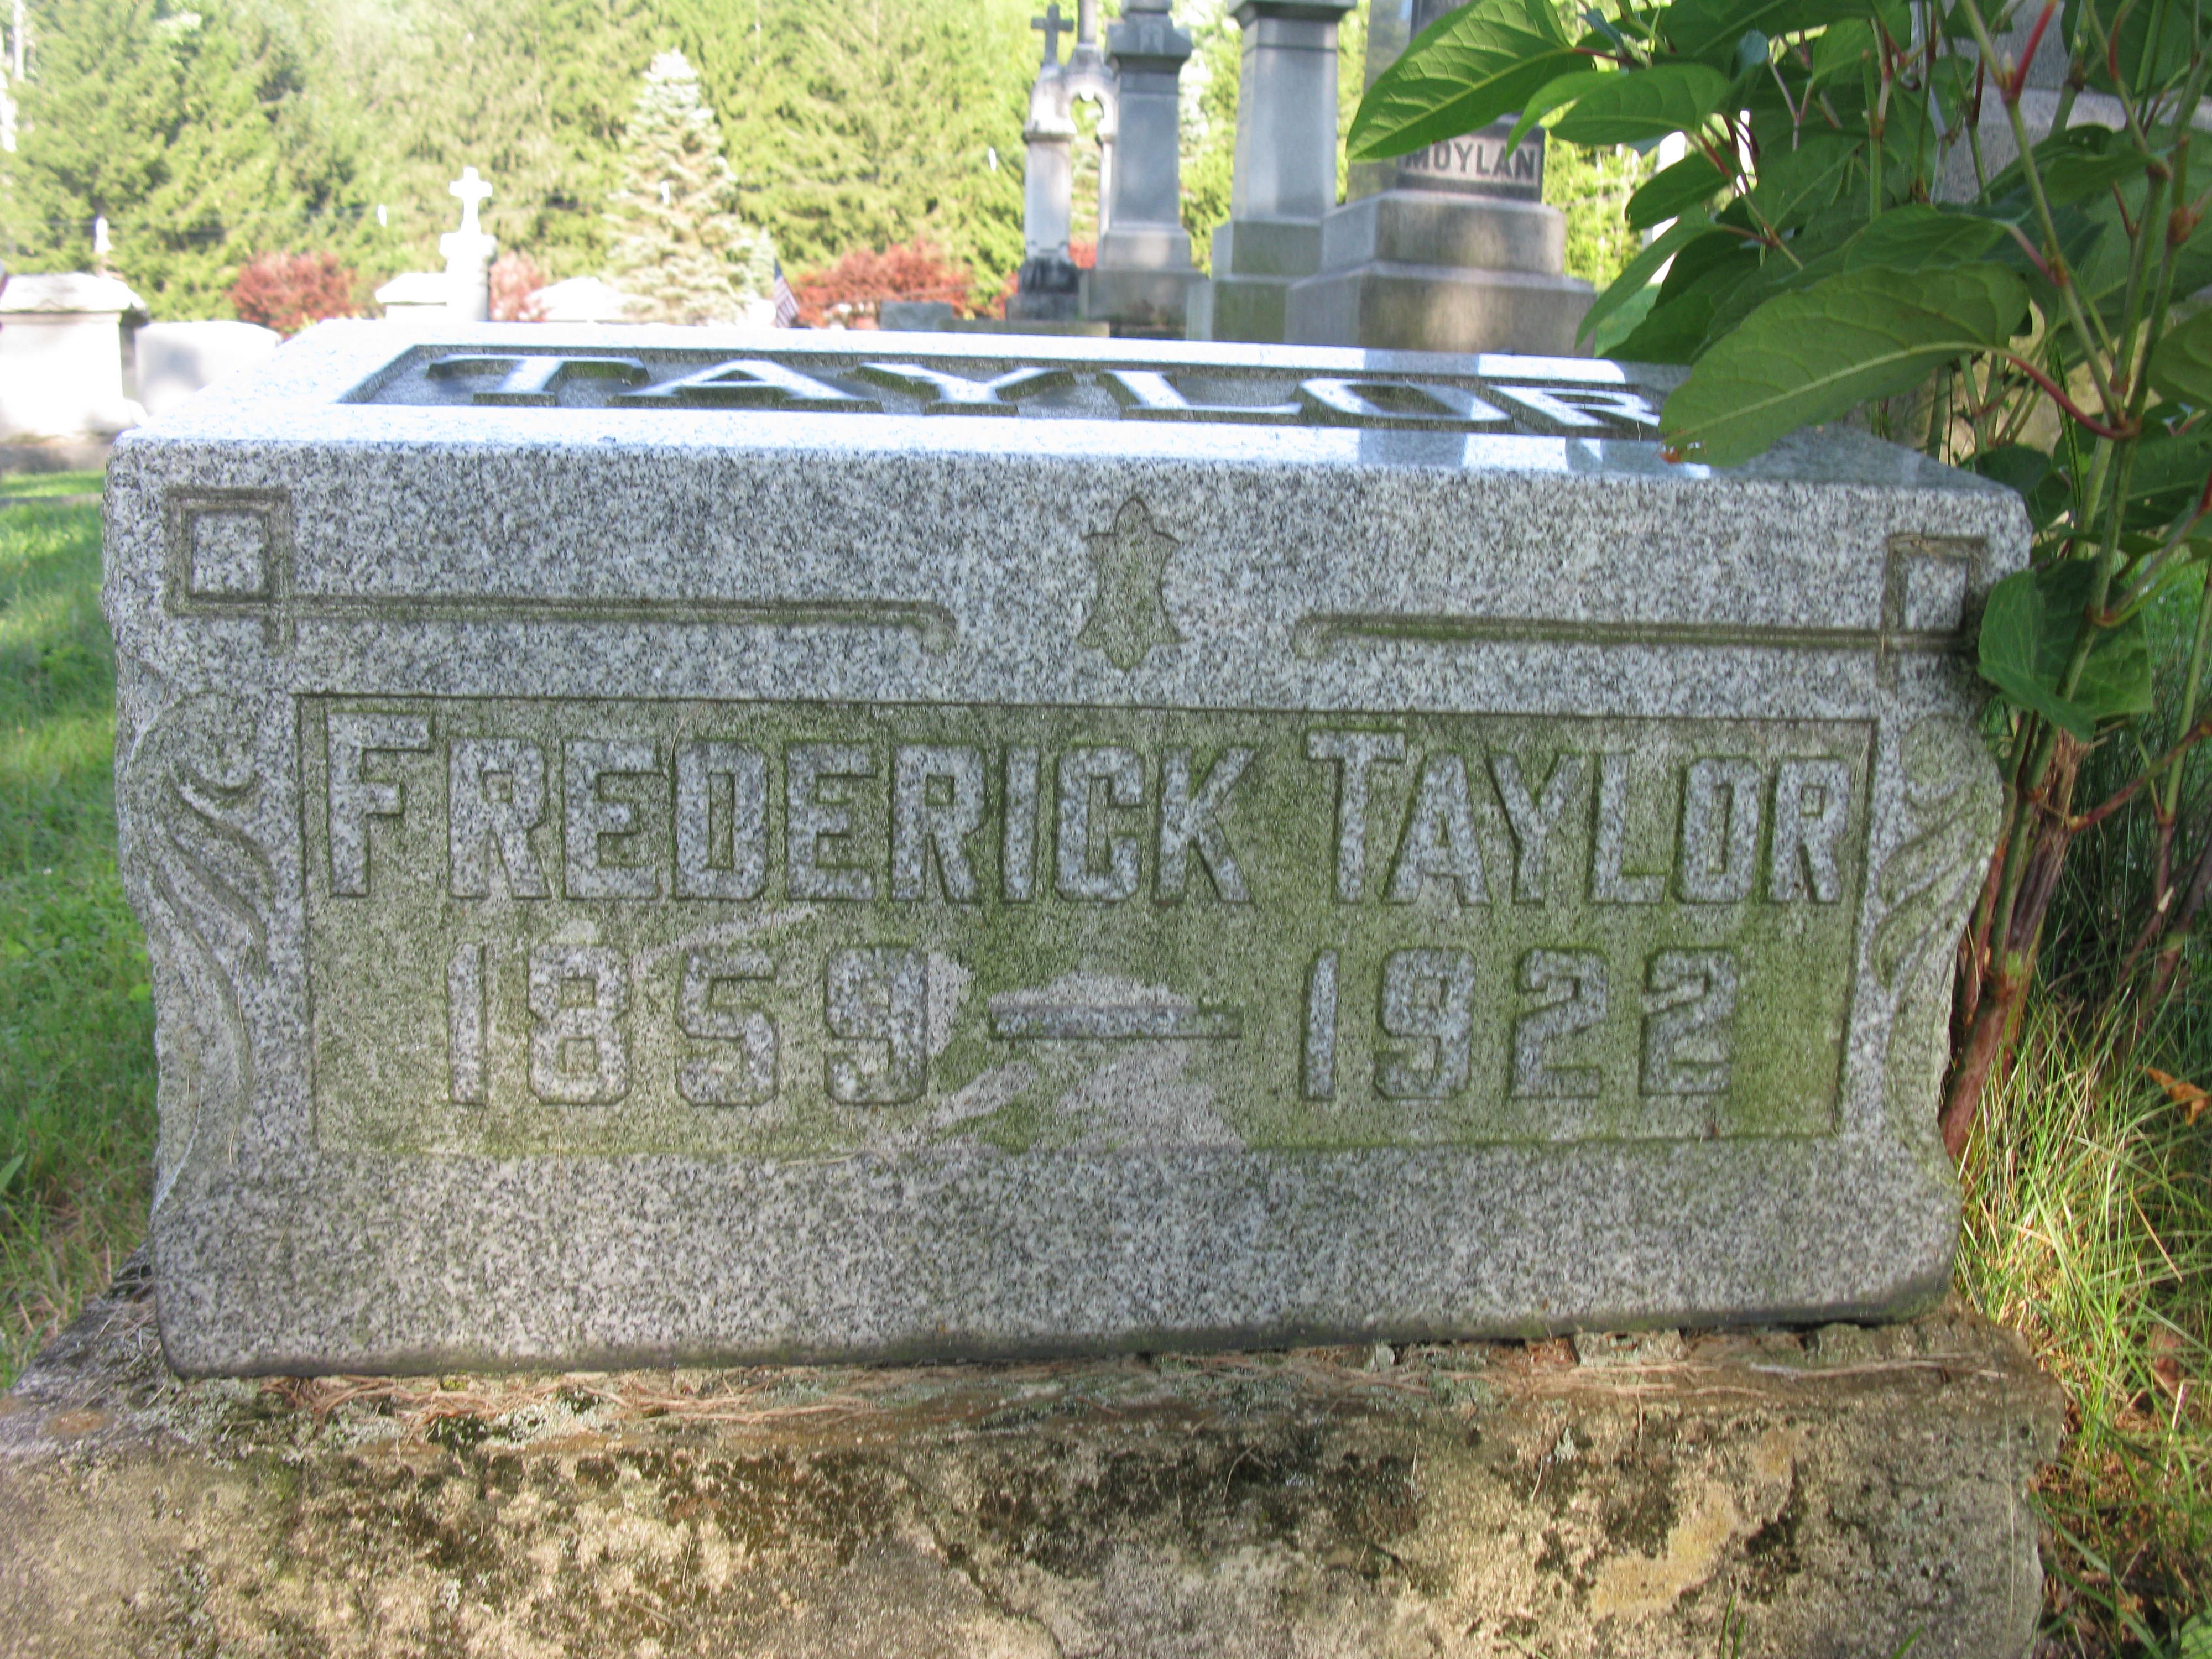 MOYLAN
TAYLOR
FREDERICK TAYLOR
1859 — 1922